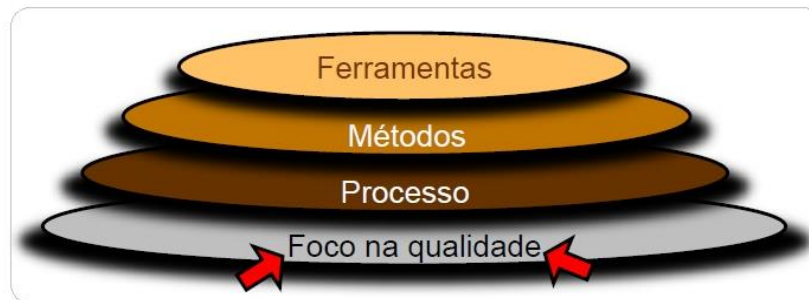 Ferramentas
Métodos
Processo
Foco na qualidade